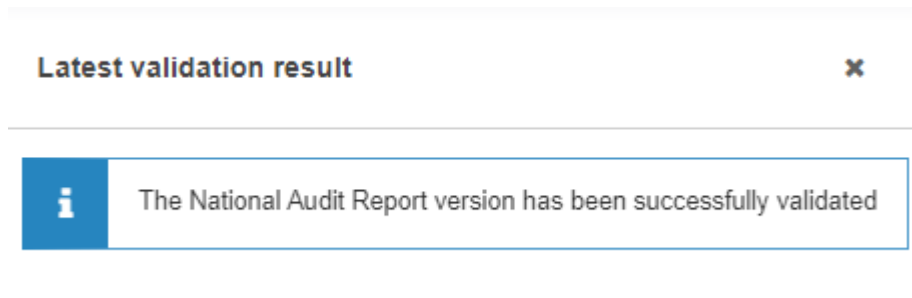 Latest validation result
The National Audit Report version has been successfully validated